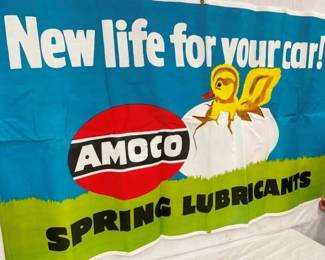 New life for your car!
AMOCO
SPRING LUBRICANTS